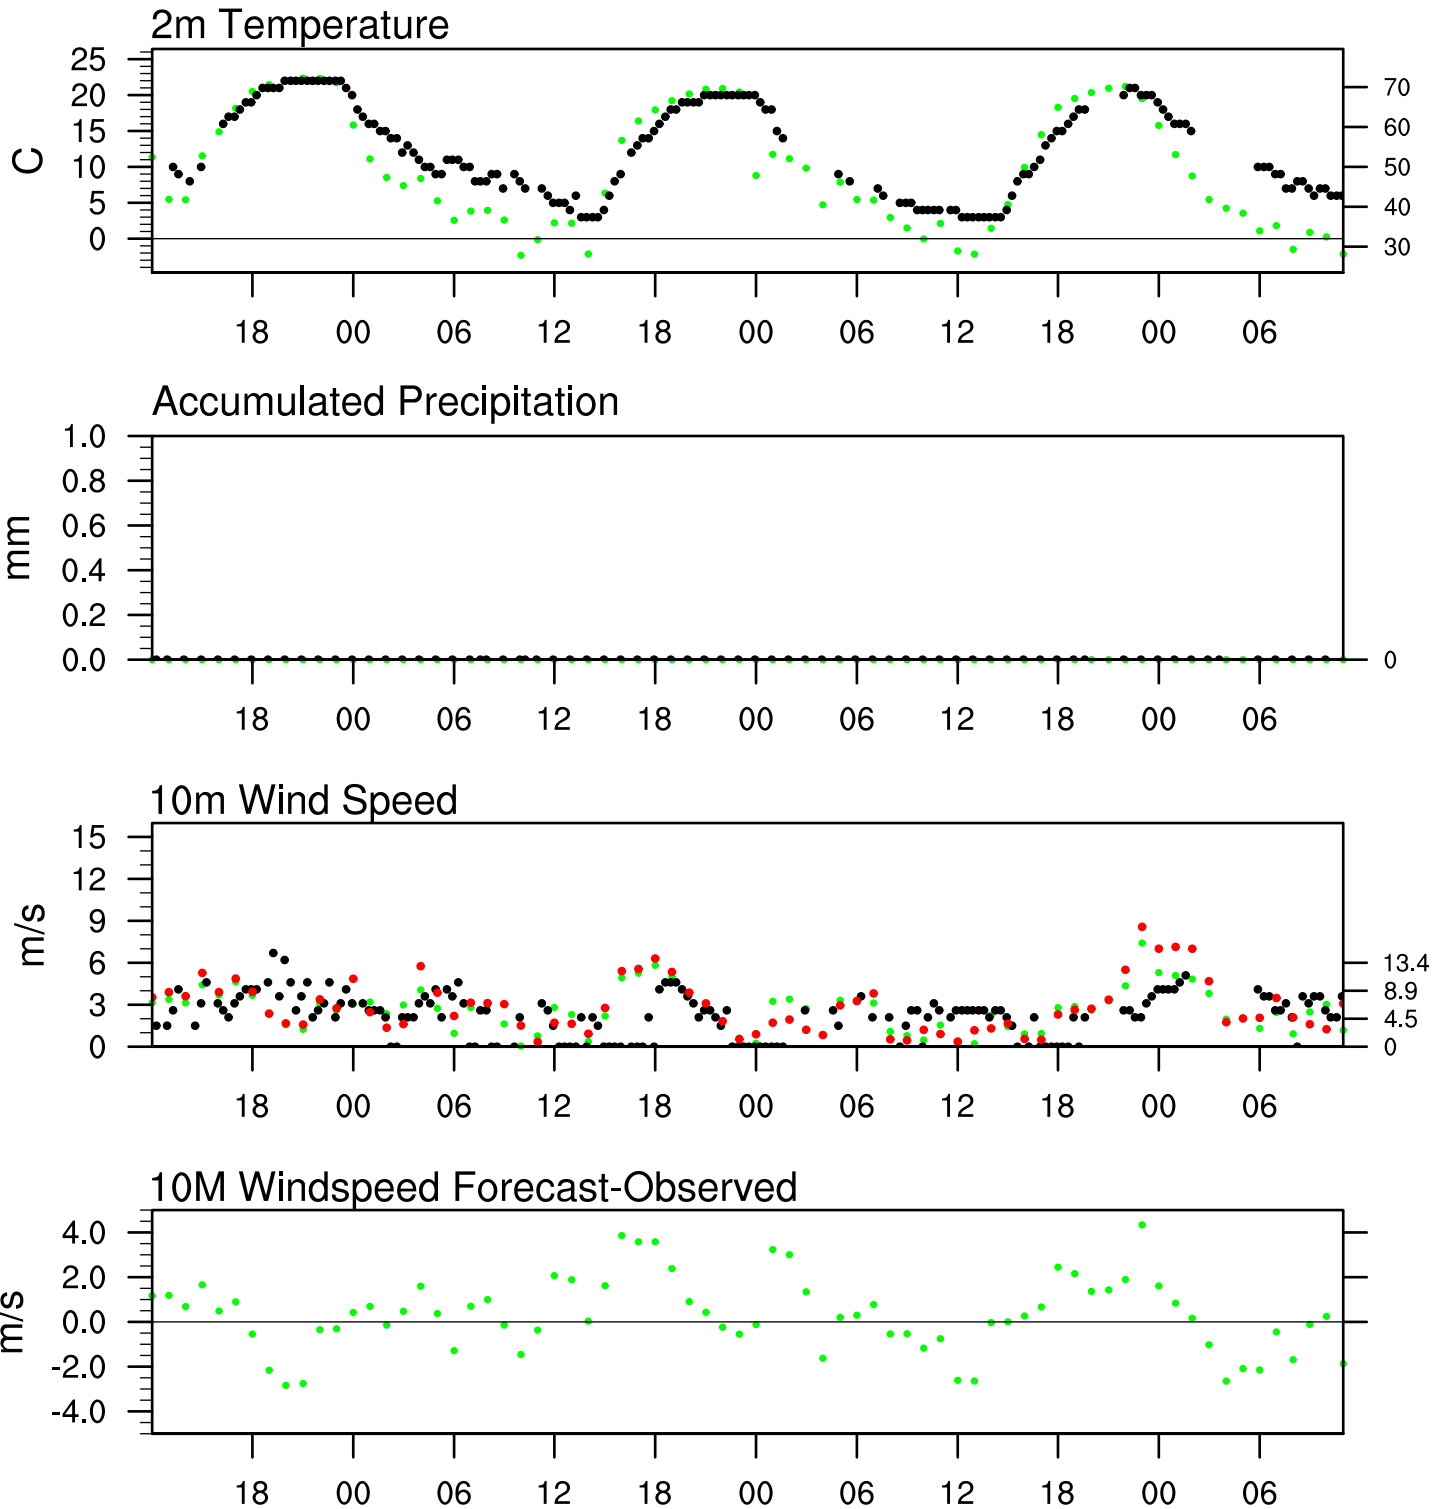 2m Temperature
25
20
15
10
5
0
C
70
60
50
40
30
18 00 06 12 18 00 06 12 18 00 06
Accumulated Precipitation
1.0
0.8
0.6
0.4
0.2
0.0
mm
0
18 00 06 12 18 00 06 12 18 00 06
10m Wind Speed
15
12
9
6
3
0
m/s
13.4
8.9
4.5
0
18 00 06 12 18 00 06 12 18 00 06
10M Windspeed Forecast-Observed
4.0
2.0
0.0
-2.0
-4.0
m/s
18 00 06 12 18 00 06 12 18 00 06